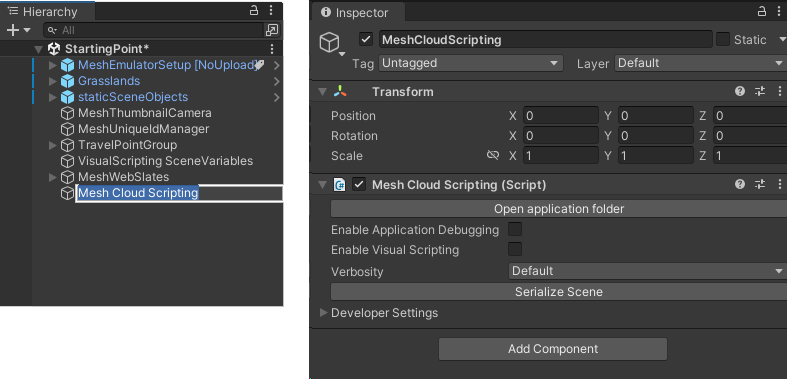 Hierarchy
All
StartingPoint*
MeshEmulatorSetup [NoUpload]
Grasslands
staticSceneObjects
MeshThumbnailCamera
MeshUniqueIdManager
TravelPointGroup
VisualScripting SceneVariables
MeshWebSlates
Mesh Cloud Scripting
Inspector
MeshCloudScripting Static
Tag Untagged Layer Default
Transform
Position X 0 Y 0 Z 0
Rotation X 0 Y 0 Z 0
Scale X 1 Y 1 Z 1
Mesh Cloud Scripting (Script)
Open application folder
Enable Application Debugging
Enable Visual Scripting
Verbosity Default
Serialize Scene
Developer Settings
Add Component